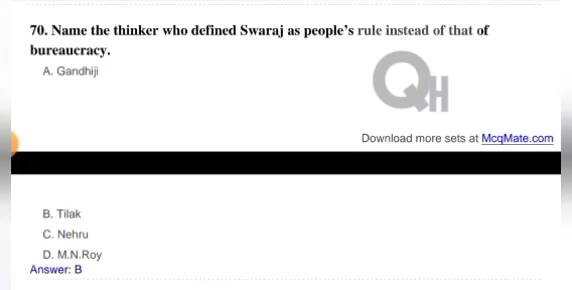 70. Name the thinker who defined Swaraj as people's rule instead of that of
bureaucracy.
A. Gandhiji
QH
Download more sets at McqMate.com
B. Tilak
C. Nehru
D. M.N.Roy
Answer: B